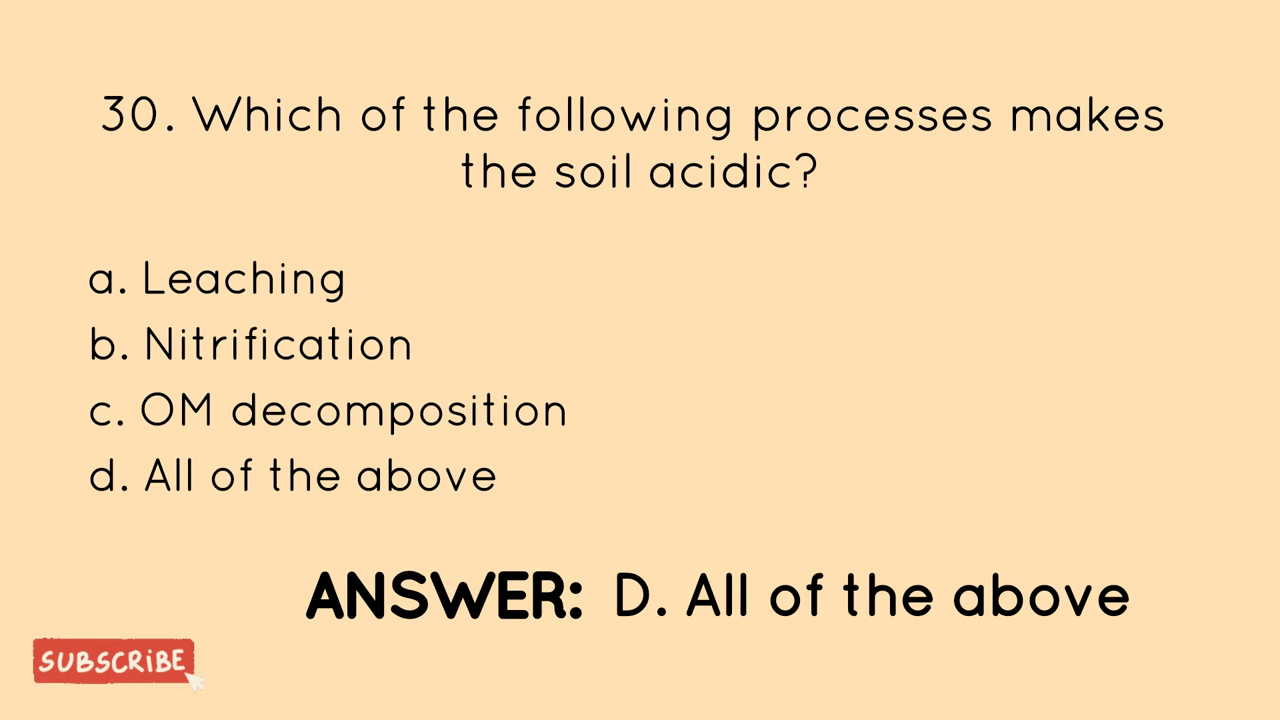 30. Which of the following processes makes
the soil acidic?
a. Leaching
b. Nitrification
c. OM decomposition
d. All of the above
ANSWER: D. All of the above
SUBSCRiBE